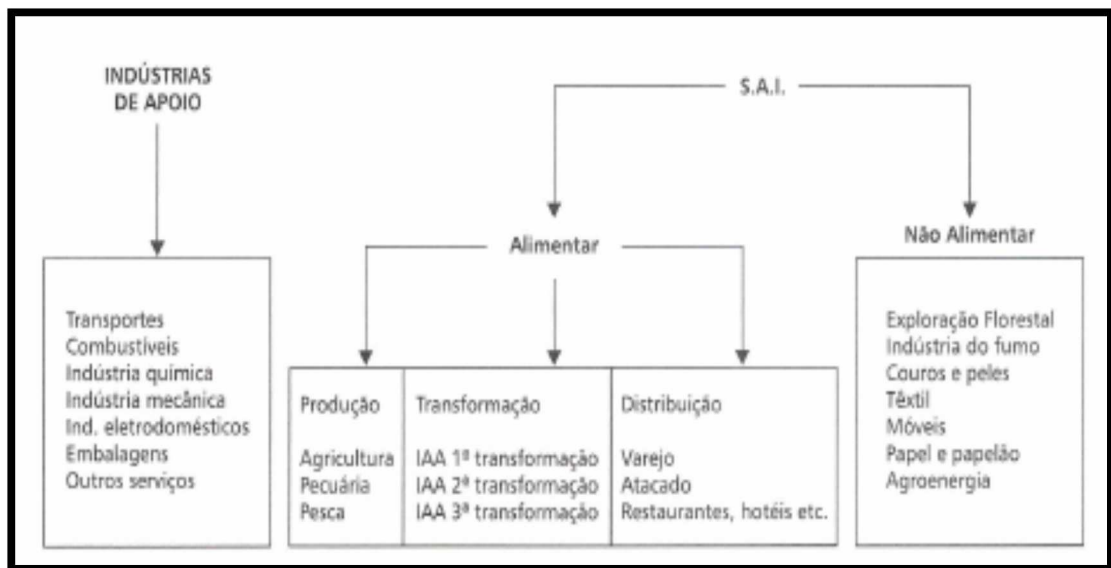 INDÚSTRIAS
DE APOIO
S.A.I.
Alimentar
Não Alimentar
Transportes
Combustíveis
Indústria química
Indústria mecânica
Ind. eletrodomésticos
Embalagens
Outros serviços
Produção
Agricultura
Pecuária
Pesca
Transformação
IAA 1ª transformação
IAA 2ª transformação
IAA 3ª transformação
Distribuição
Varejo
Atacado
Restaurantes, hotéis etc.
Exploração Florestal
Indústria do fumo
Couros e peles
Têxtil
Móveis
Papel e papelão
Agroenergia